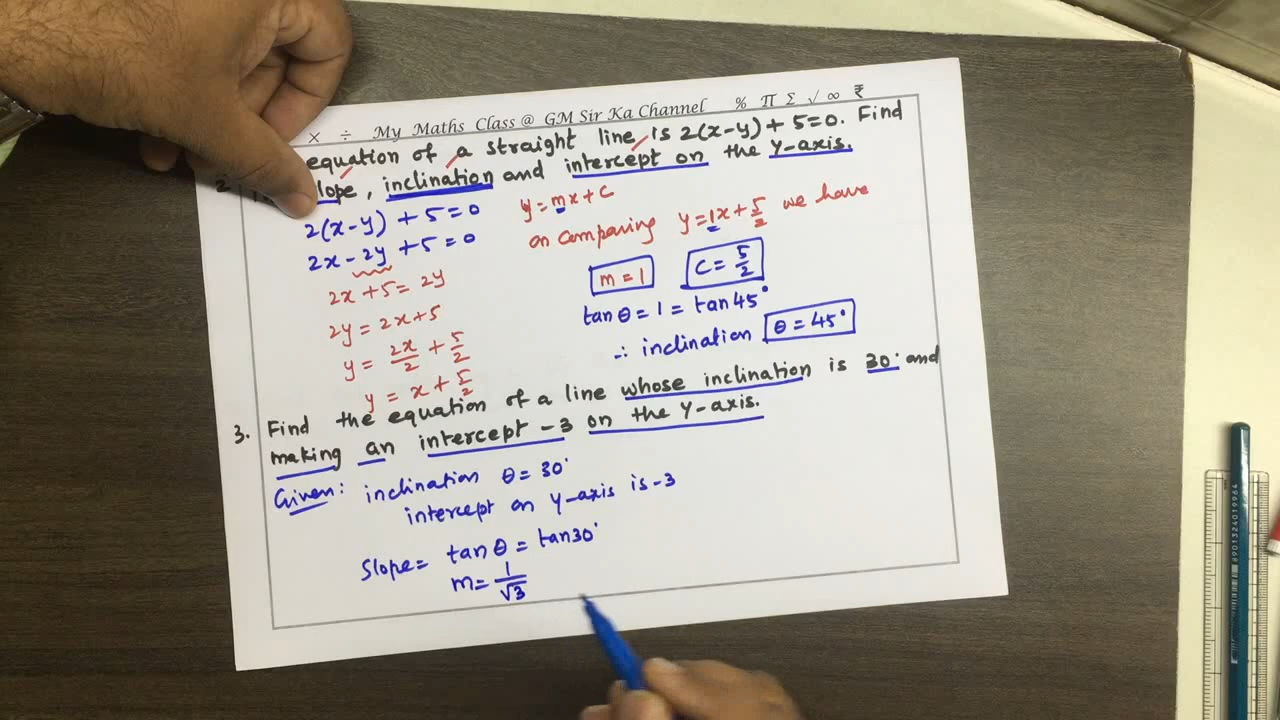 × ÷ My Maths Class @ GM Sir Ka Channel % π Σ √ ∞ ₹
equation of a straight line is 2(x-y) + 5=0. Find
2 slope, inclination and intercept on the Y-axis.
2(x-y) + 5 = 0
2x - 2y + 5 = 0
2x + 5 = 2y
2y = 2x + 5
y = 2x/2 + 5/2
y = x + 5/2
y = mx + c
on comparing y = 1x + 5/2 we have
m = 1 c = 5/2
tan θ = 1 = tan 45°
∴ inclination θ = 45°
3. Find the equation of a line whose inclination is 30° and
making an intercept -3 on the Y-axis.
Given: inclination θ = 30°
intercept on Y-axis is -3
Slope = tan θ = tan30°
m = 1/√3
8901324019964